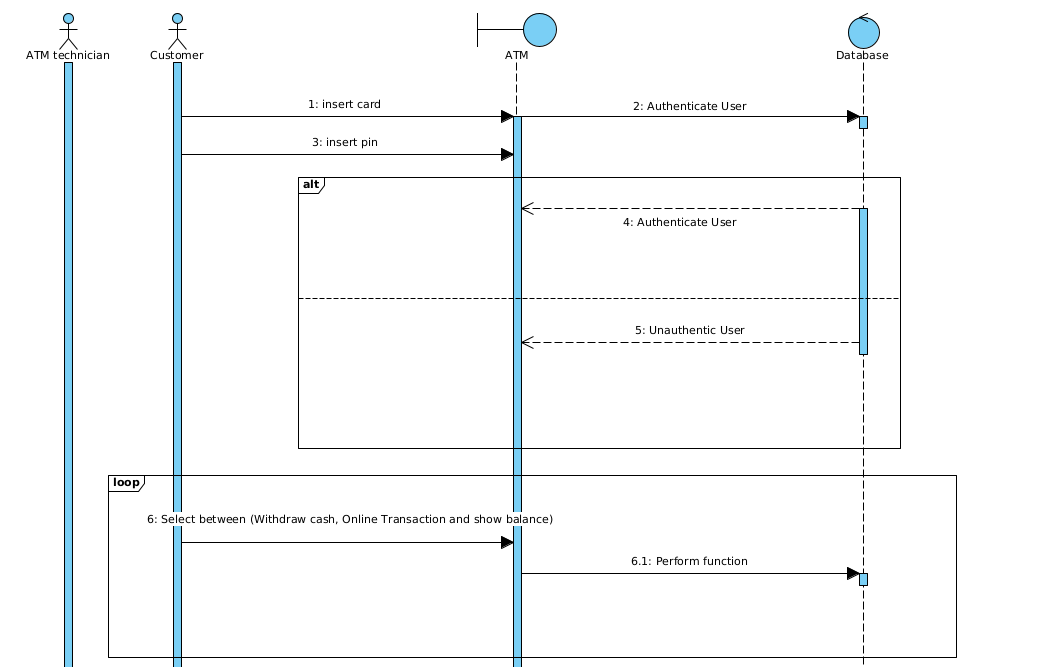 ATM technician
Customer
ATM
Database
1: insert card
2: Authenticate User
3: insert pin
alt
4: Authenticate User
5: Unauthentic User
loop
6: Select between (Withdraw cash, Online Transaction and show balance)
6.1: Perform function